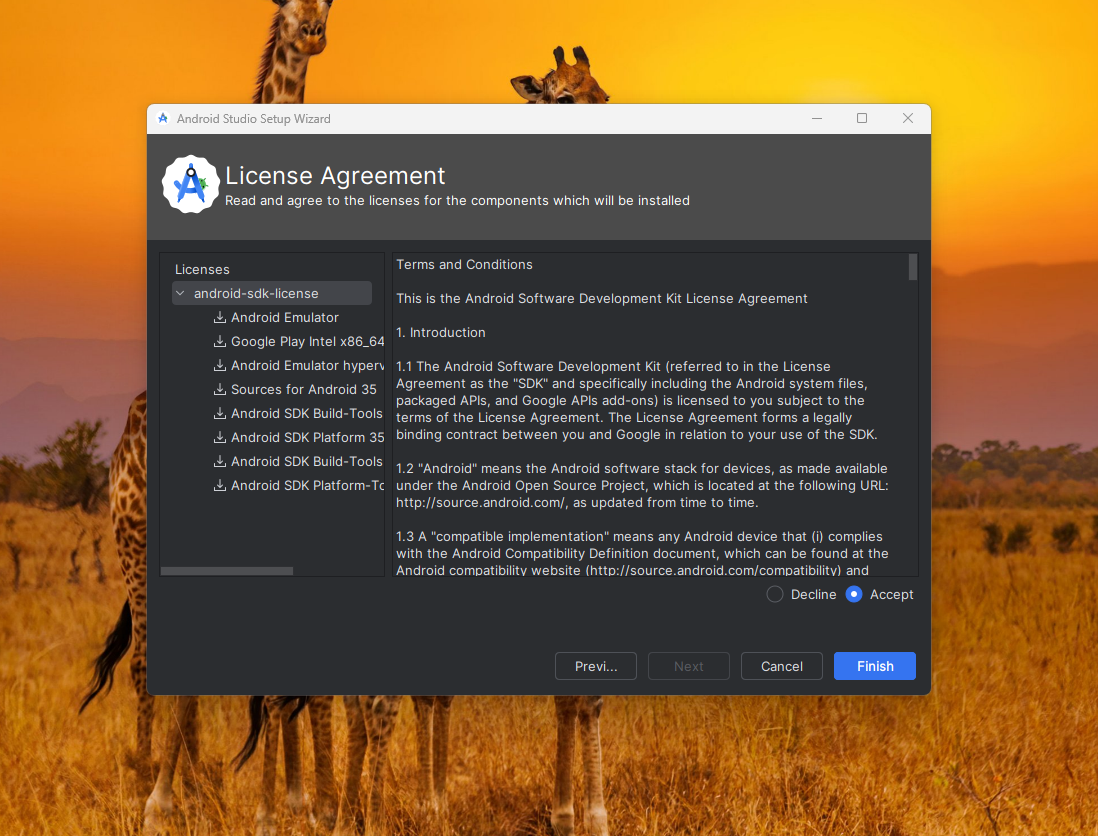 Android Studio Setup Wizard
License Agreement
Read and agree to the licenses for the components which will be installed
Licenses
android-sdk-license
Android Emulator
Google Play Intel x86_64
Android Emulator hyperv
Sources for Android 35
Android SDK Build-Tools
Android SDK Platform 35
Android SDK Build-Tools
Android SDK Platform-To
Terms and Conditions
This is the Android Software Development Kit License Agreement
1. Introduction
1.1 The Android Software Development Kit (referred to in the License
Agreement as the "SDK" and specifically including the Android system files,
packaged APIs, and Google APIs add-ons) is licensed to you subject to the
terms of the License Agreement. The License Agreement forms a legally
binding contract between you and Google in relation to your use of the SDK.
1.2 "Android" means the Android software stack for devices, as made available
under the Android Open Source Project, which is located at the following URL:
http://source.android.com/, as updated from time to time.
1.3 A "compatible implementation" means any Android device that (i) complies
with the Android Compatibility Definition document, which can be found at the
Android compatibility website (http://source.android.com/compatibility) and
Decline Accept
Previ... Next Cancel Finish